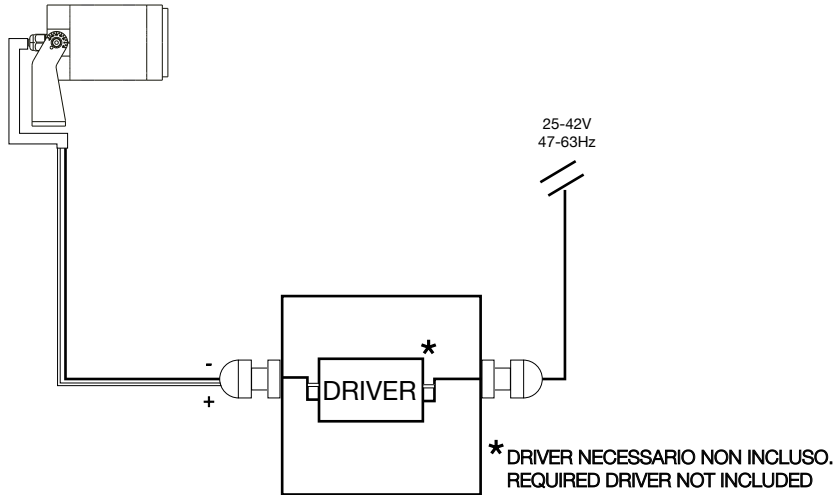 25-42V
47-63Hz
-
+
*
DRIVER
* DRIVER NECESSARIO NON INCLUSO.
REQUIRED DRIVER NOT INCLUDED